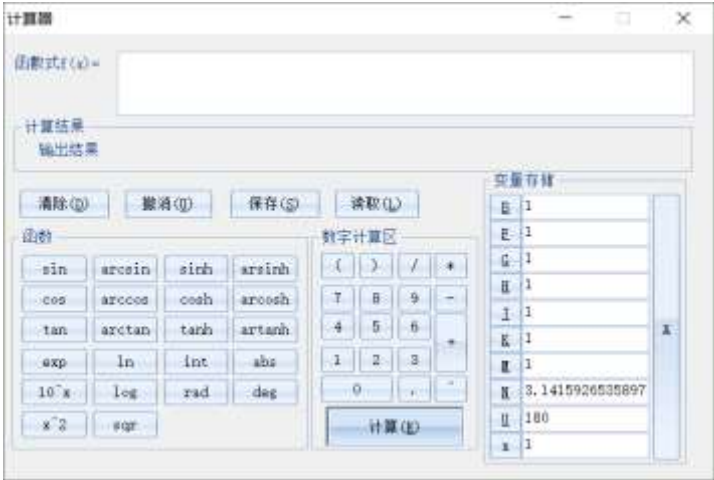 计算器
函数式f(x)=
计算结果
输出结果
清除(D) 撤消(U) 保存(S) 读取(L)
函数
sin arcsin sinh arsinh
cos arccos cosh arcosh
tan arctan tanh artanh
exp ln int abs
10^x log rad deg
x^2 sqr
数字计算区
( ) / *
7 8 9 -
4 5 6 +
1 2 3
0 . ^
计算(E)
变量存储
B 1
E 1
G 1
H 1
I 1
K 1
M 1
N 3.1415926535897
U 180
x 1